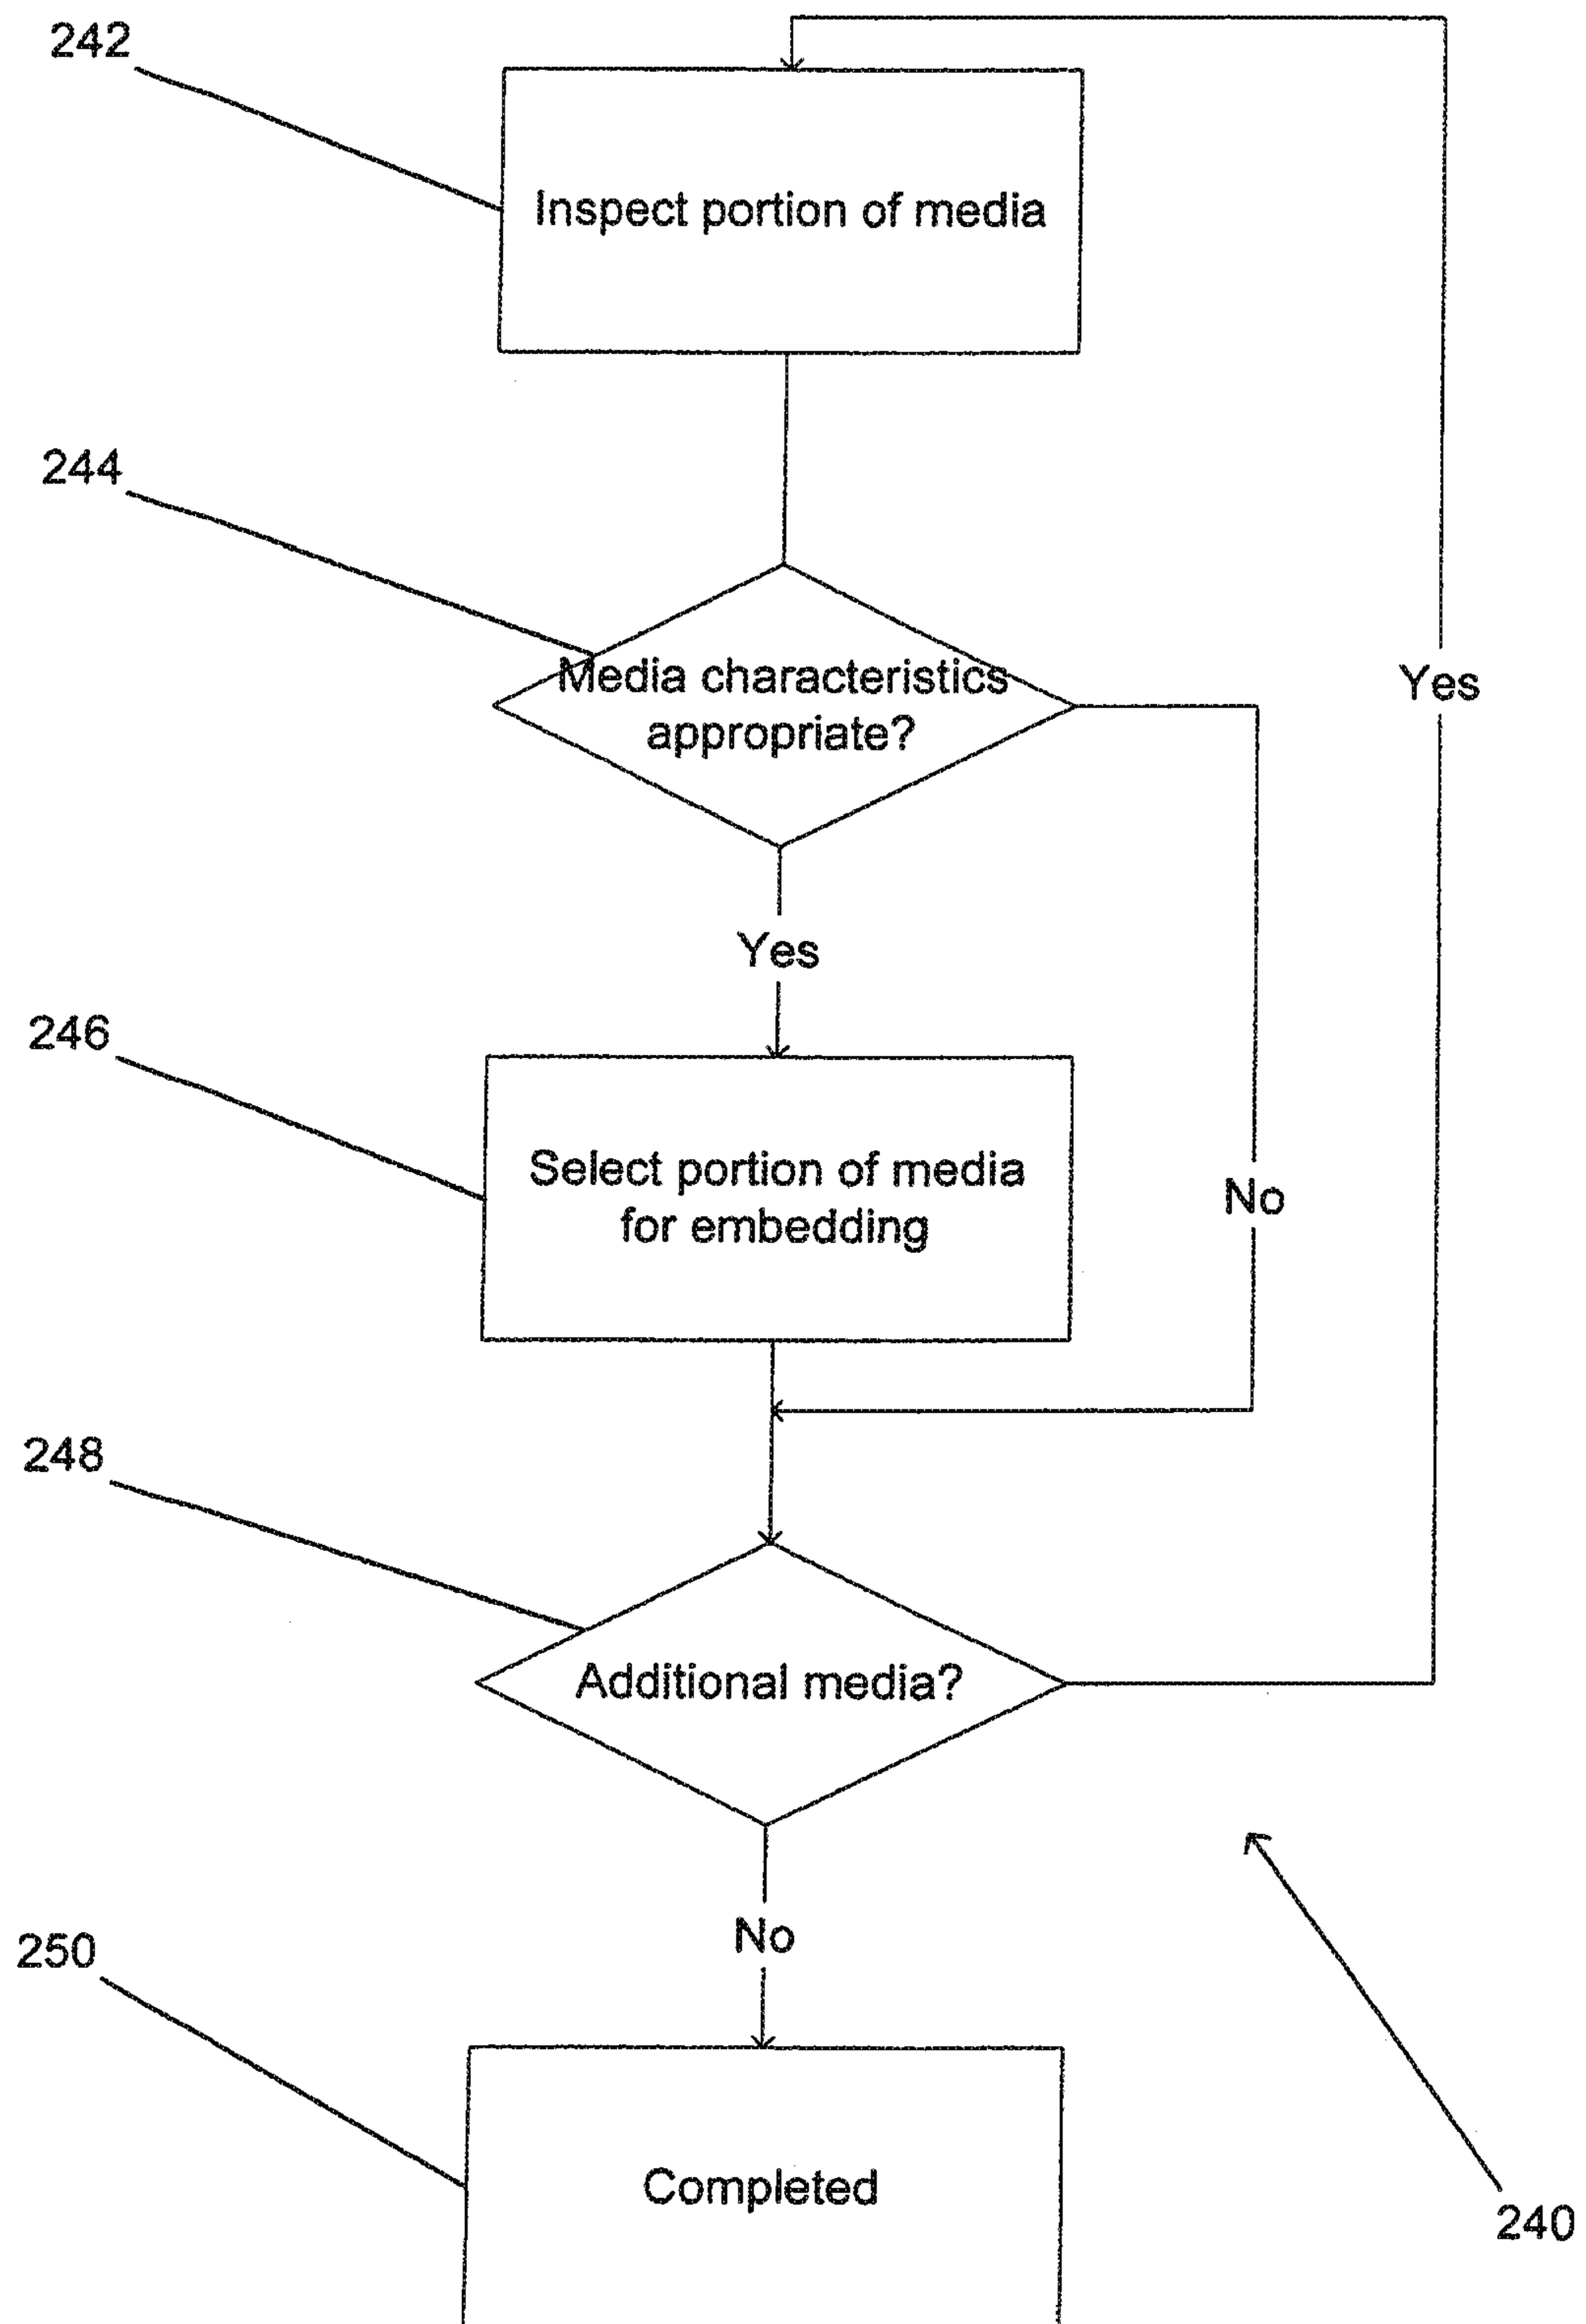 242
Inspect portion of media
244
Media characteristics
appropriate?
Yes
Yes
246
Select portion of media
for embedding
No
248
Additional media?
No
250
Completed
240